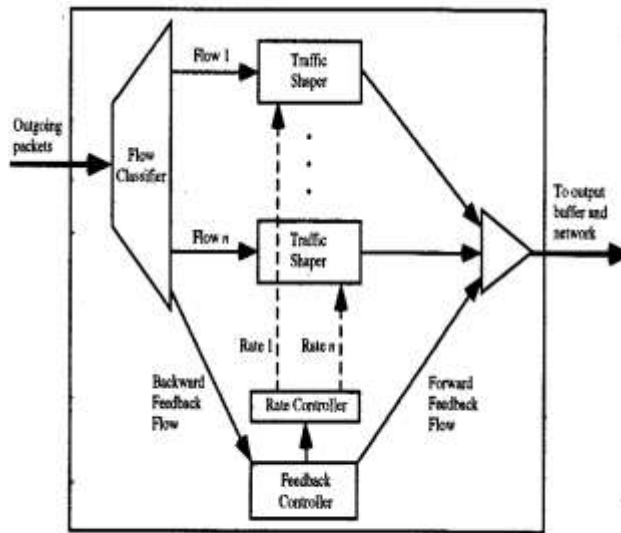 Flow 1
Traffic
Shaper
Outgoing
packets
Flow
Classifier
To output
buffer and
network
Flow n
Traffic
Shaper
Rate 1
Rate n
Backward
Feedback
Flow
Rate Controller
Forward
Feedback
Flow
Feedback
Controller